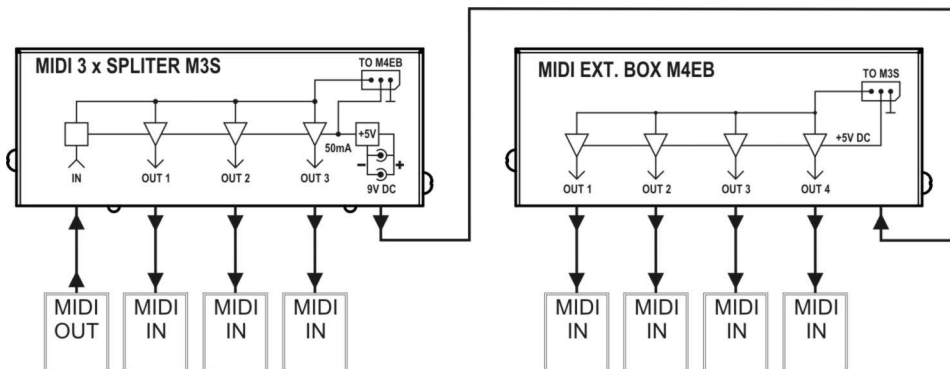 MIDI 3 x SPLITER M3S
TO M4EB
+5V
50mA
− +
IN
OUT 1
OUT 2
OUT 3
9V DC
MIDI EXT. BOX M4EB
TO M3S
+5V DC
OUT 1
OUT 2
OUT 3
OUT 4
MIDI
OUT
MIDI
IN
MIDI
IN
MIDI
IN
MIDI
IN
MIDI
IN
MIDI
IN
MIDI
IN